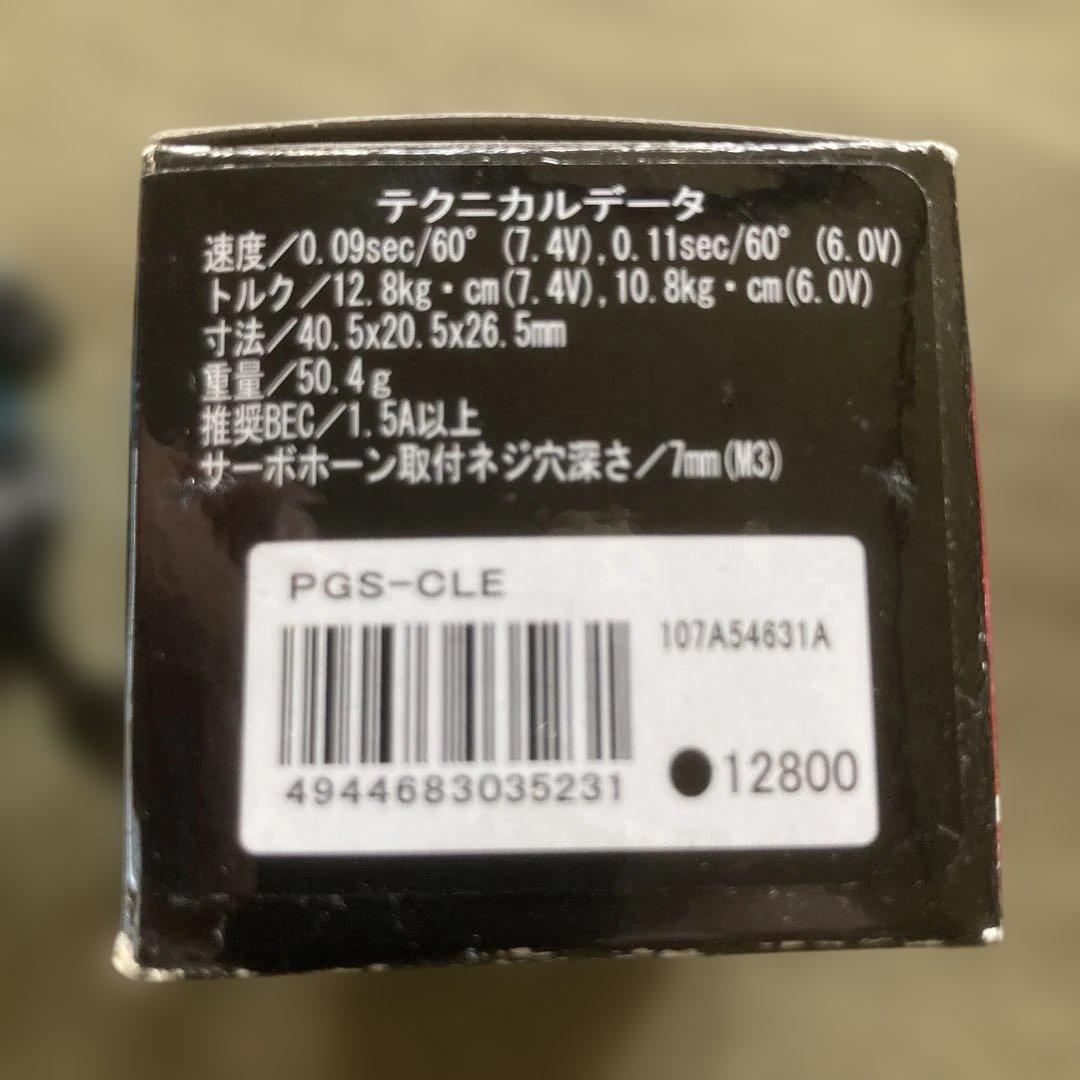 テクニカルデータ
速度／0.09sec/60°(7.4V),0.11sec/60°(6.0V)
トルク／12.8kg・cm(7.4V),10.8kg・cm(6.0V)
寸法／40.5x20.5x26.5mm
重量／50.4g
推奨BEC／1.5A以上
サーボホーン取付ネジ穴深さ／7mm(M3)
PGS-CLE
107A54631A
4944683035231
●12800